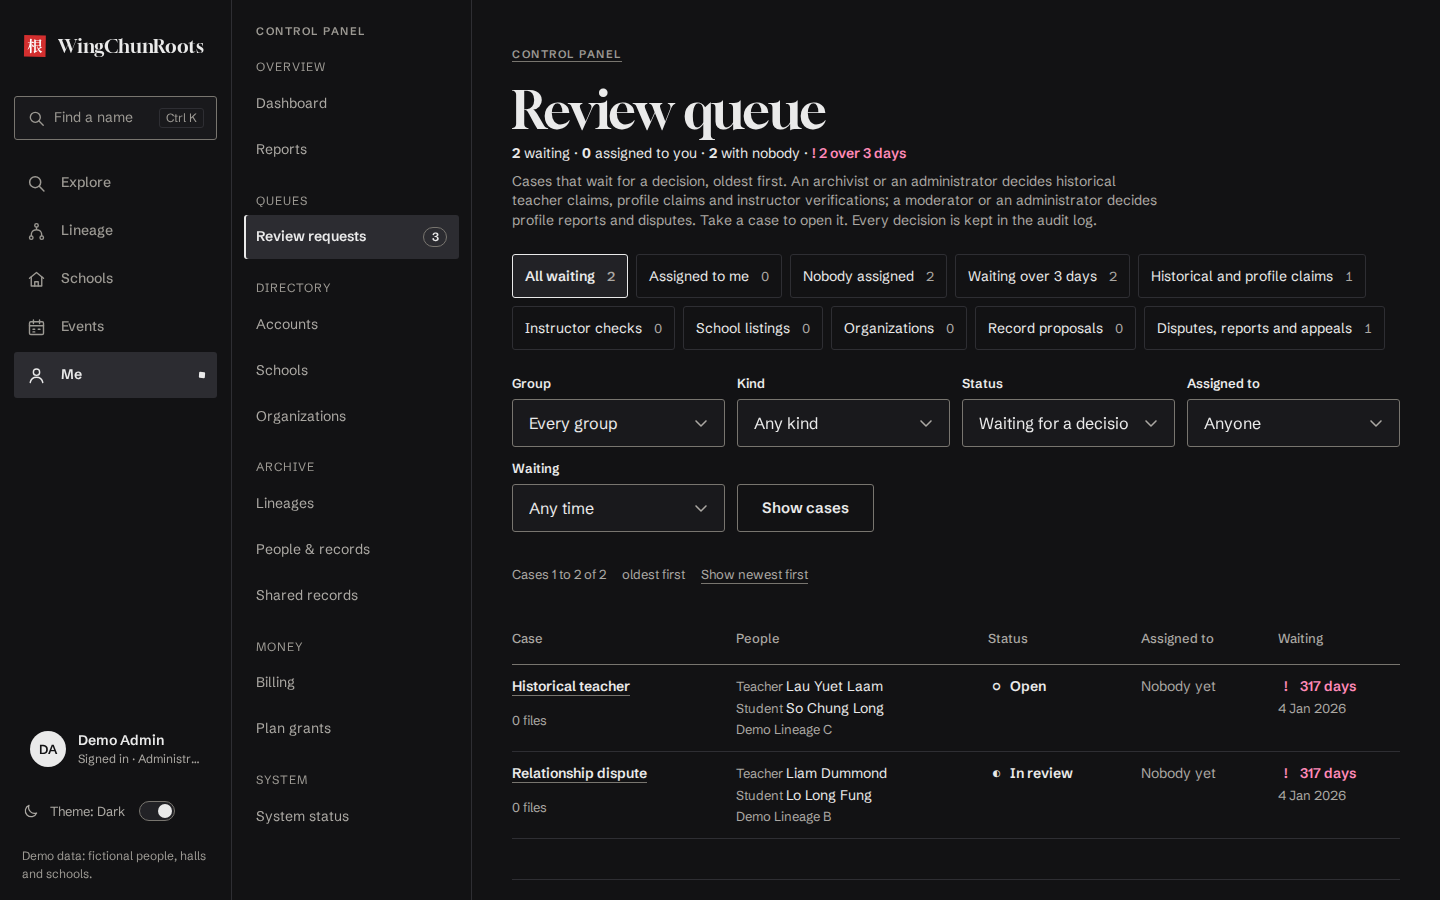 根 WingChunRoots
Find a name Ctrl K
Explore
Lineage
Schools
Events
Me
DA
Demo Admin
Signed in · Administr...
Theme: Dark
Demo data: fictional people, halls
and schools.
CONTROL PANEL
OVERVIEW
Dashboard
Reports
QUEUES
Review requests 3
DIRECTORY
Accounts
Schools
Organizations
ARCHIVE
Lineages
People & records
Shared records
MONEY
Billing
Plan grants
SYSTEM
System status
CONTROL PANEL
Review queue
2 waiting · 0 assigned to you · 2 with nobody · ! 2 over 3 days
Cases that wait for a decision, oldest first. An archivist or an administrator decides historical
teacher claims, profile claims and instructor verifications; a moderator or an administrator decides
profile reports and disputes. Take a case to open it. Every decision is kept in the audit log.
All waiting 2 Assigned to me 0 Nobody assigned 2 Waiting over 3 days 2 Historical and profile claims 1
Instructor checks 0 School listings 0 Organizations 0 Record proposals 0 Disputes, reports and appeals 1
Group Kind Status Assigned to
Every group Any kind Waiting for a decisio Anyone
Waiting
Any time Show cases
Cases 1 to 2 of 2 oldest first Show newest first
Case People Status Assigned to Waiting
Historical teacher Teacher Lau Yuet Laam Open Nobody yet ! 317 days
Student So Chung Long 4 Jan 2026
0 files Demo Lineage C
Relationship dispute Teacher Liam Dummond In review Nobody yet ! 317 days
Student Lo Long Fung 4 Jan 2026
0 files Demo Lineage B